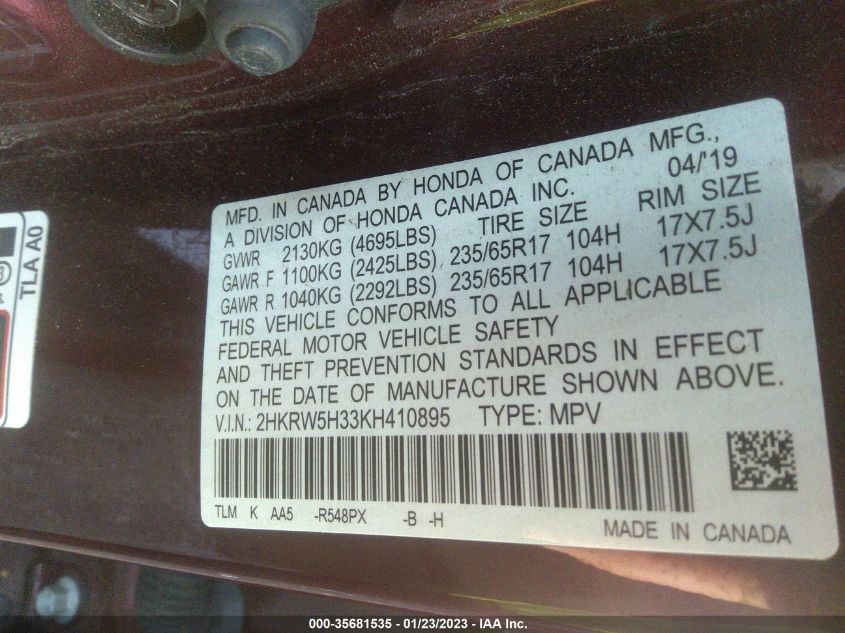 MFD. IN CANADA BY HONDA OF CANADA MFG.,
A DIVISION OF HONDA CANADA INC. 04/'19
GVWR 2130KG (4695LBS) TIRE SIZE RIM SIZE
GAWR F 1100KG (2425LBS) 235/65R17 104H 17X7.5J
GAWR R 1040KG (2292LBS) 235/65R17 104H 17X7.5J
THIS VEHICLE CONFORMS TO ALL APPLICABLE
FEDERAL MOTOR VEHICLE SAFETY
AND THEFT PREVENTION STANDARDS IN EFFECT
ON THE DATE OF MANUFACTURE SHOWN ABOVE.
V.I.N.: 2HKRW5H33KH410895 TYPE: MPV
TLM K AA5 -R548PX -B -H
MADE IN CANADA
TLA A0
000-35681535 — 01/23/2023 — IAA Inc.